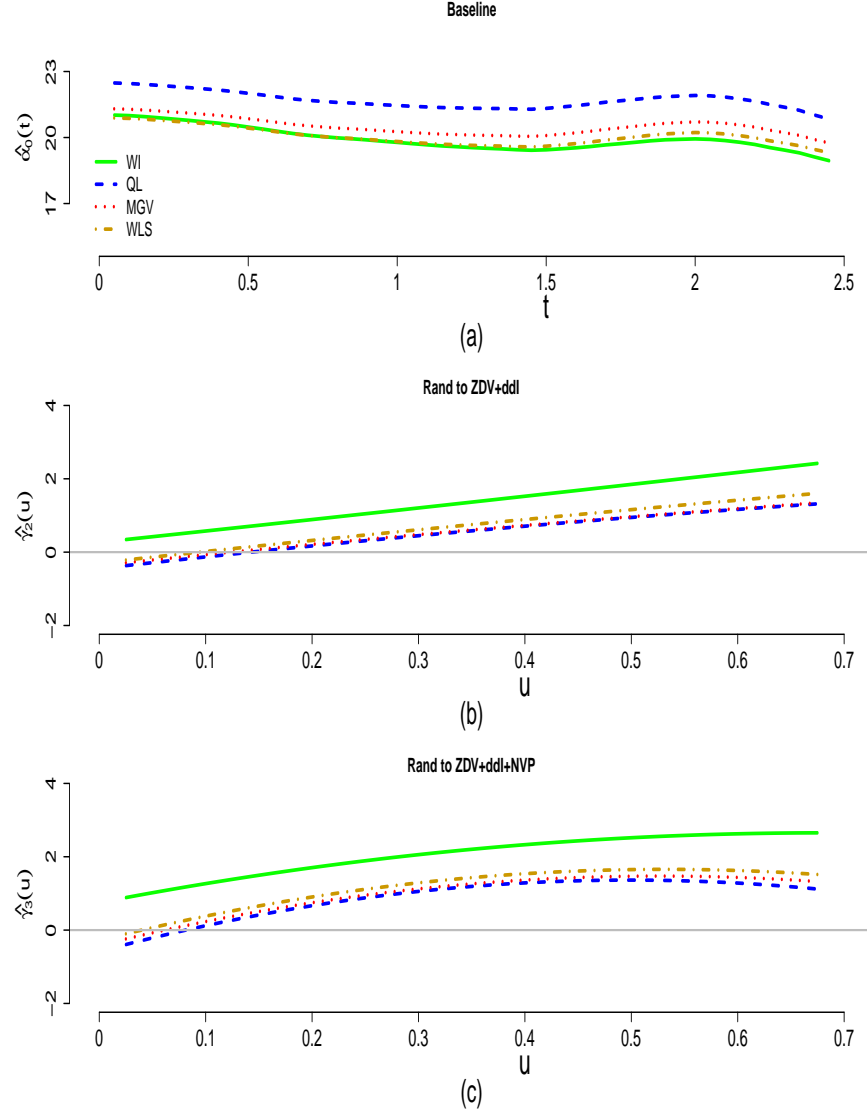 Baseline
α̂₀(t)
23
20
17
WI
QL
MGV
WLS
0 0.5 1 1.5 2 2.5
t
(a)
Rand to ZDV+ddI
γ̂₂(u)
4
2
0
−2
0 0.1 0.2 0.3 0.4 0.5 0.6 0.7
u
(b)
Rand to ZDV+ddI+NVP
γ̂₃(u)
4
2
0
−2
0 0.1 0.2 0.3 0.4 0.5 0.6 0.7
u
(c)